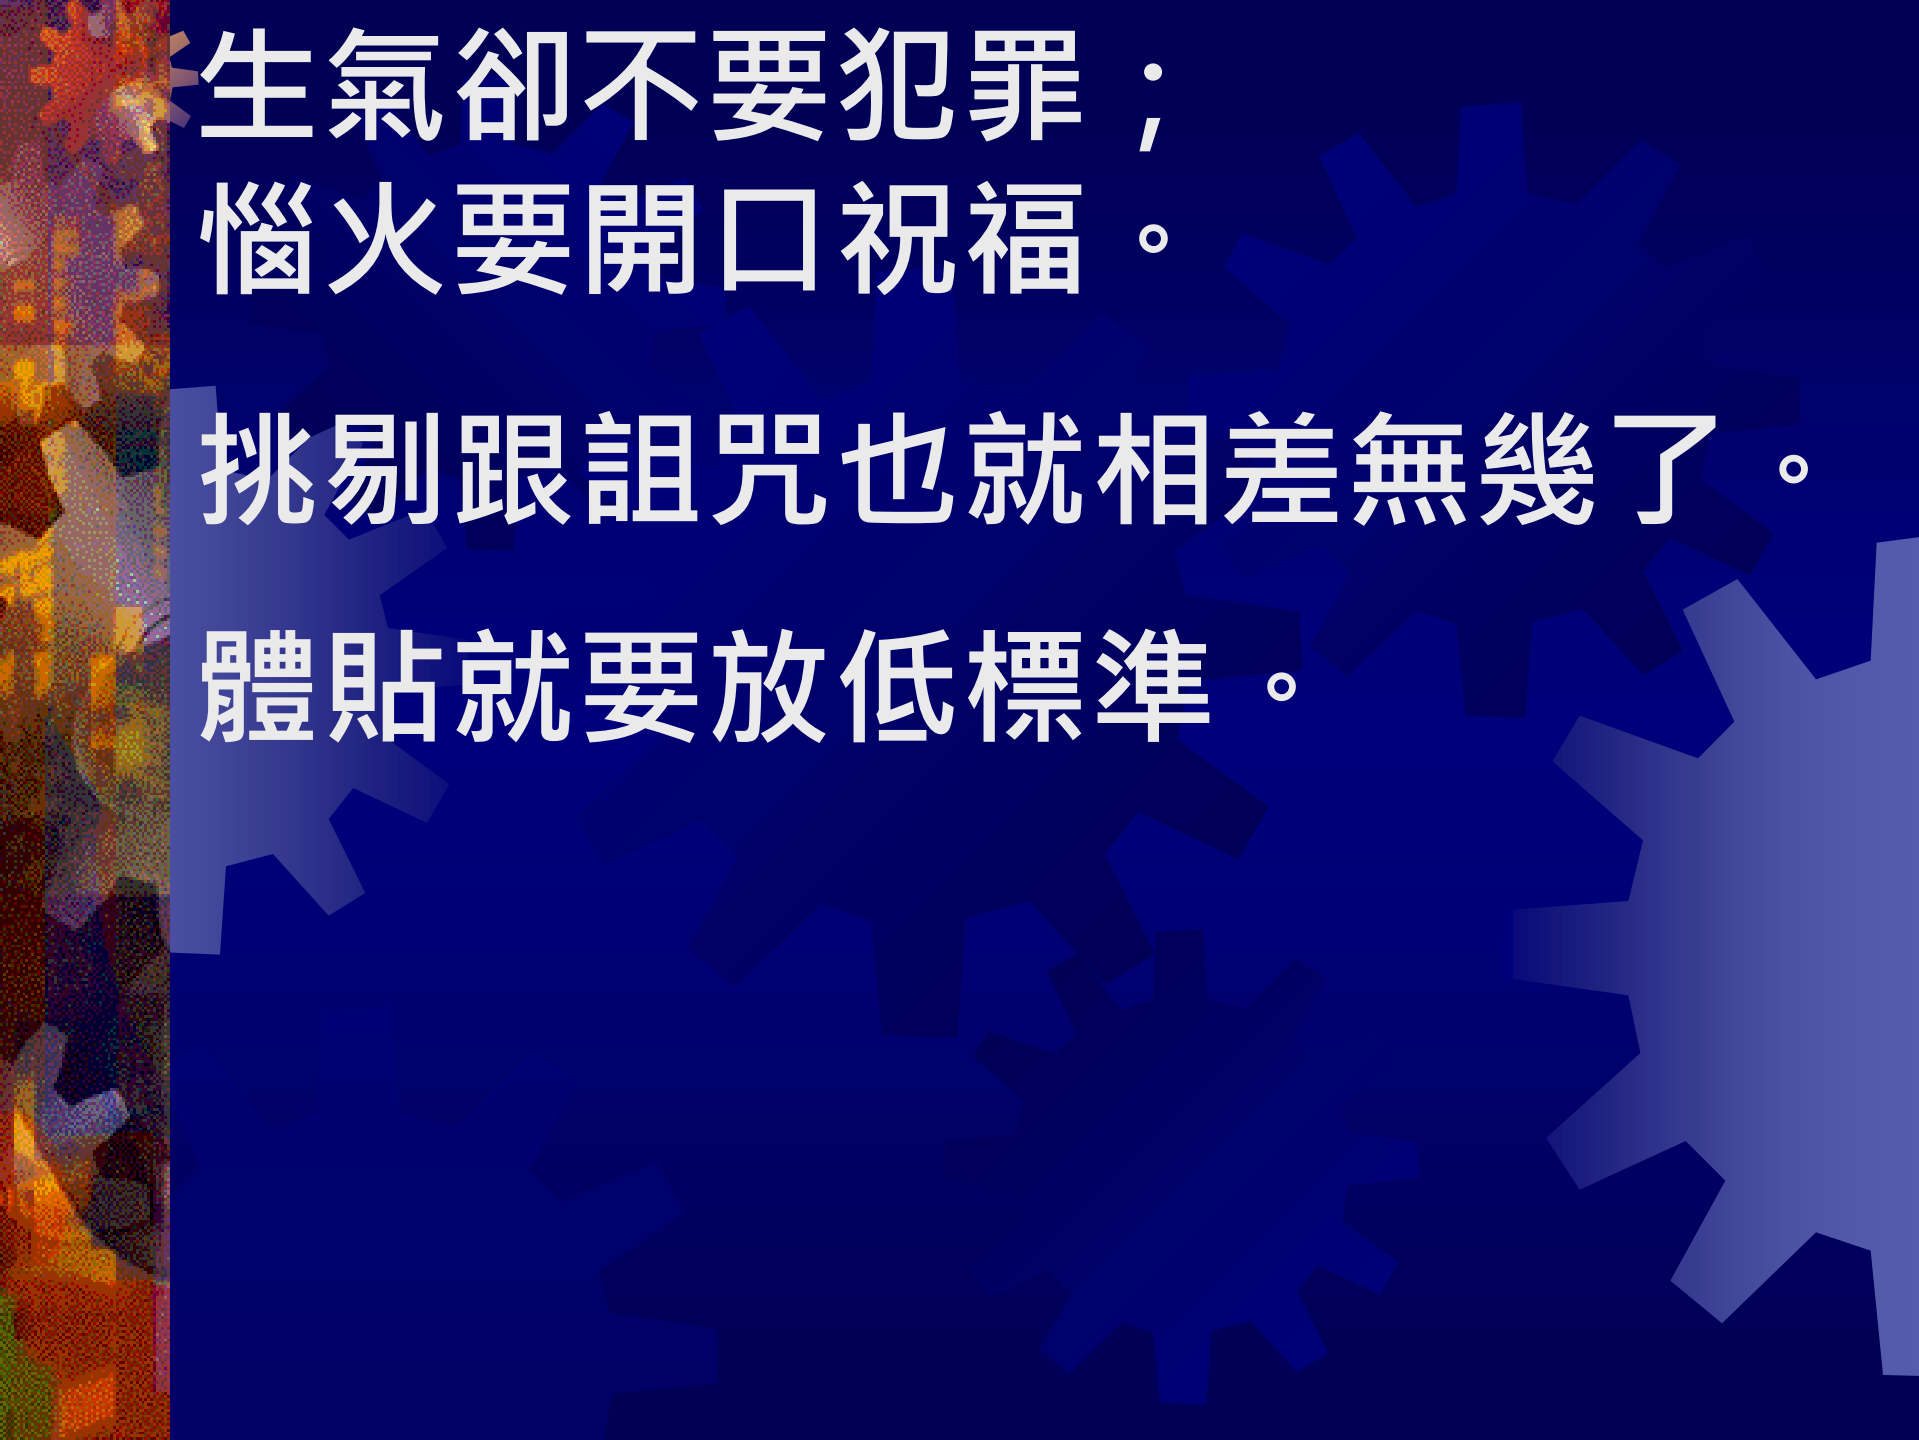 生氣卻不要犯罪；
惱火要開口祝福。
挑剔跟詛咒也就相差無幾了。
體貼就要放低標準。